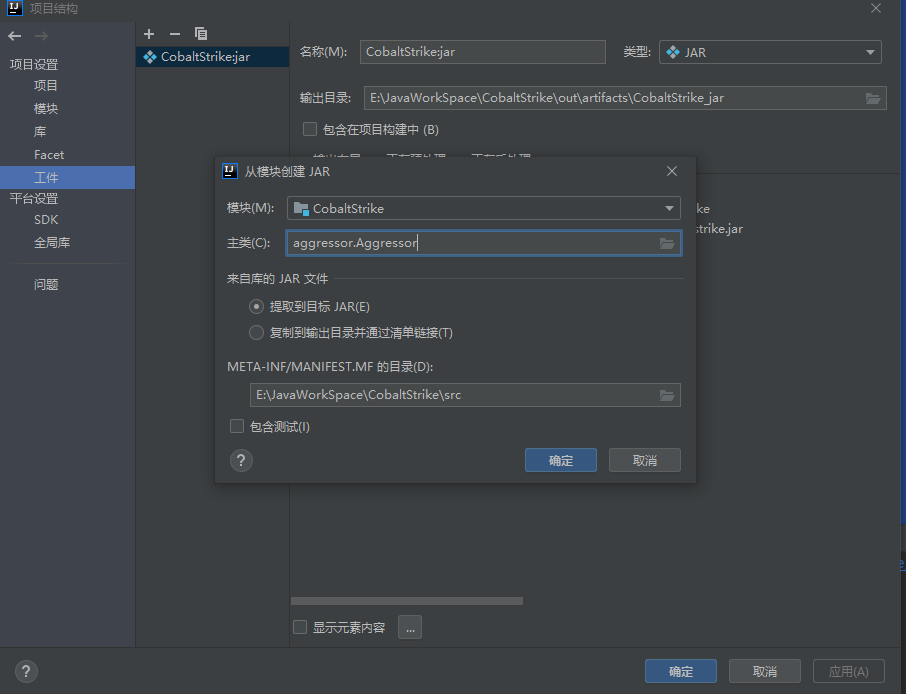 项目结构
项目设置
项目
模块
库
Facet
工件
平台设置
SDK
全局库
问题
CobaltStrike:jar
名称(M): CobaltStrike:jar 类型: JAR
输出目录: E:\JavaWorkSpace\CobaltStrike\out\artifacts\CobaltStrike_jar
包含在项目构建中 (B)
从模块创建 JAR
模块(M): CobaltStrike
主类(C): aggressor.Aggressor
来自库的 JAR 文件
提取到目标 JAR(E)
复制到输出目录并通过清单链接(T)
META-INF/MANIFEST.MF 的目录(D):
E:\JavaWorkSpace\CobaltStrike\src
包含测试(I)
? 确定 取消
ke
trike.jar
显示元素内容 ...
? 确定 取消 应用(A)